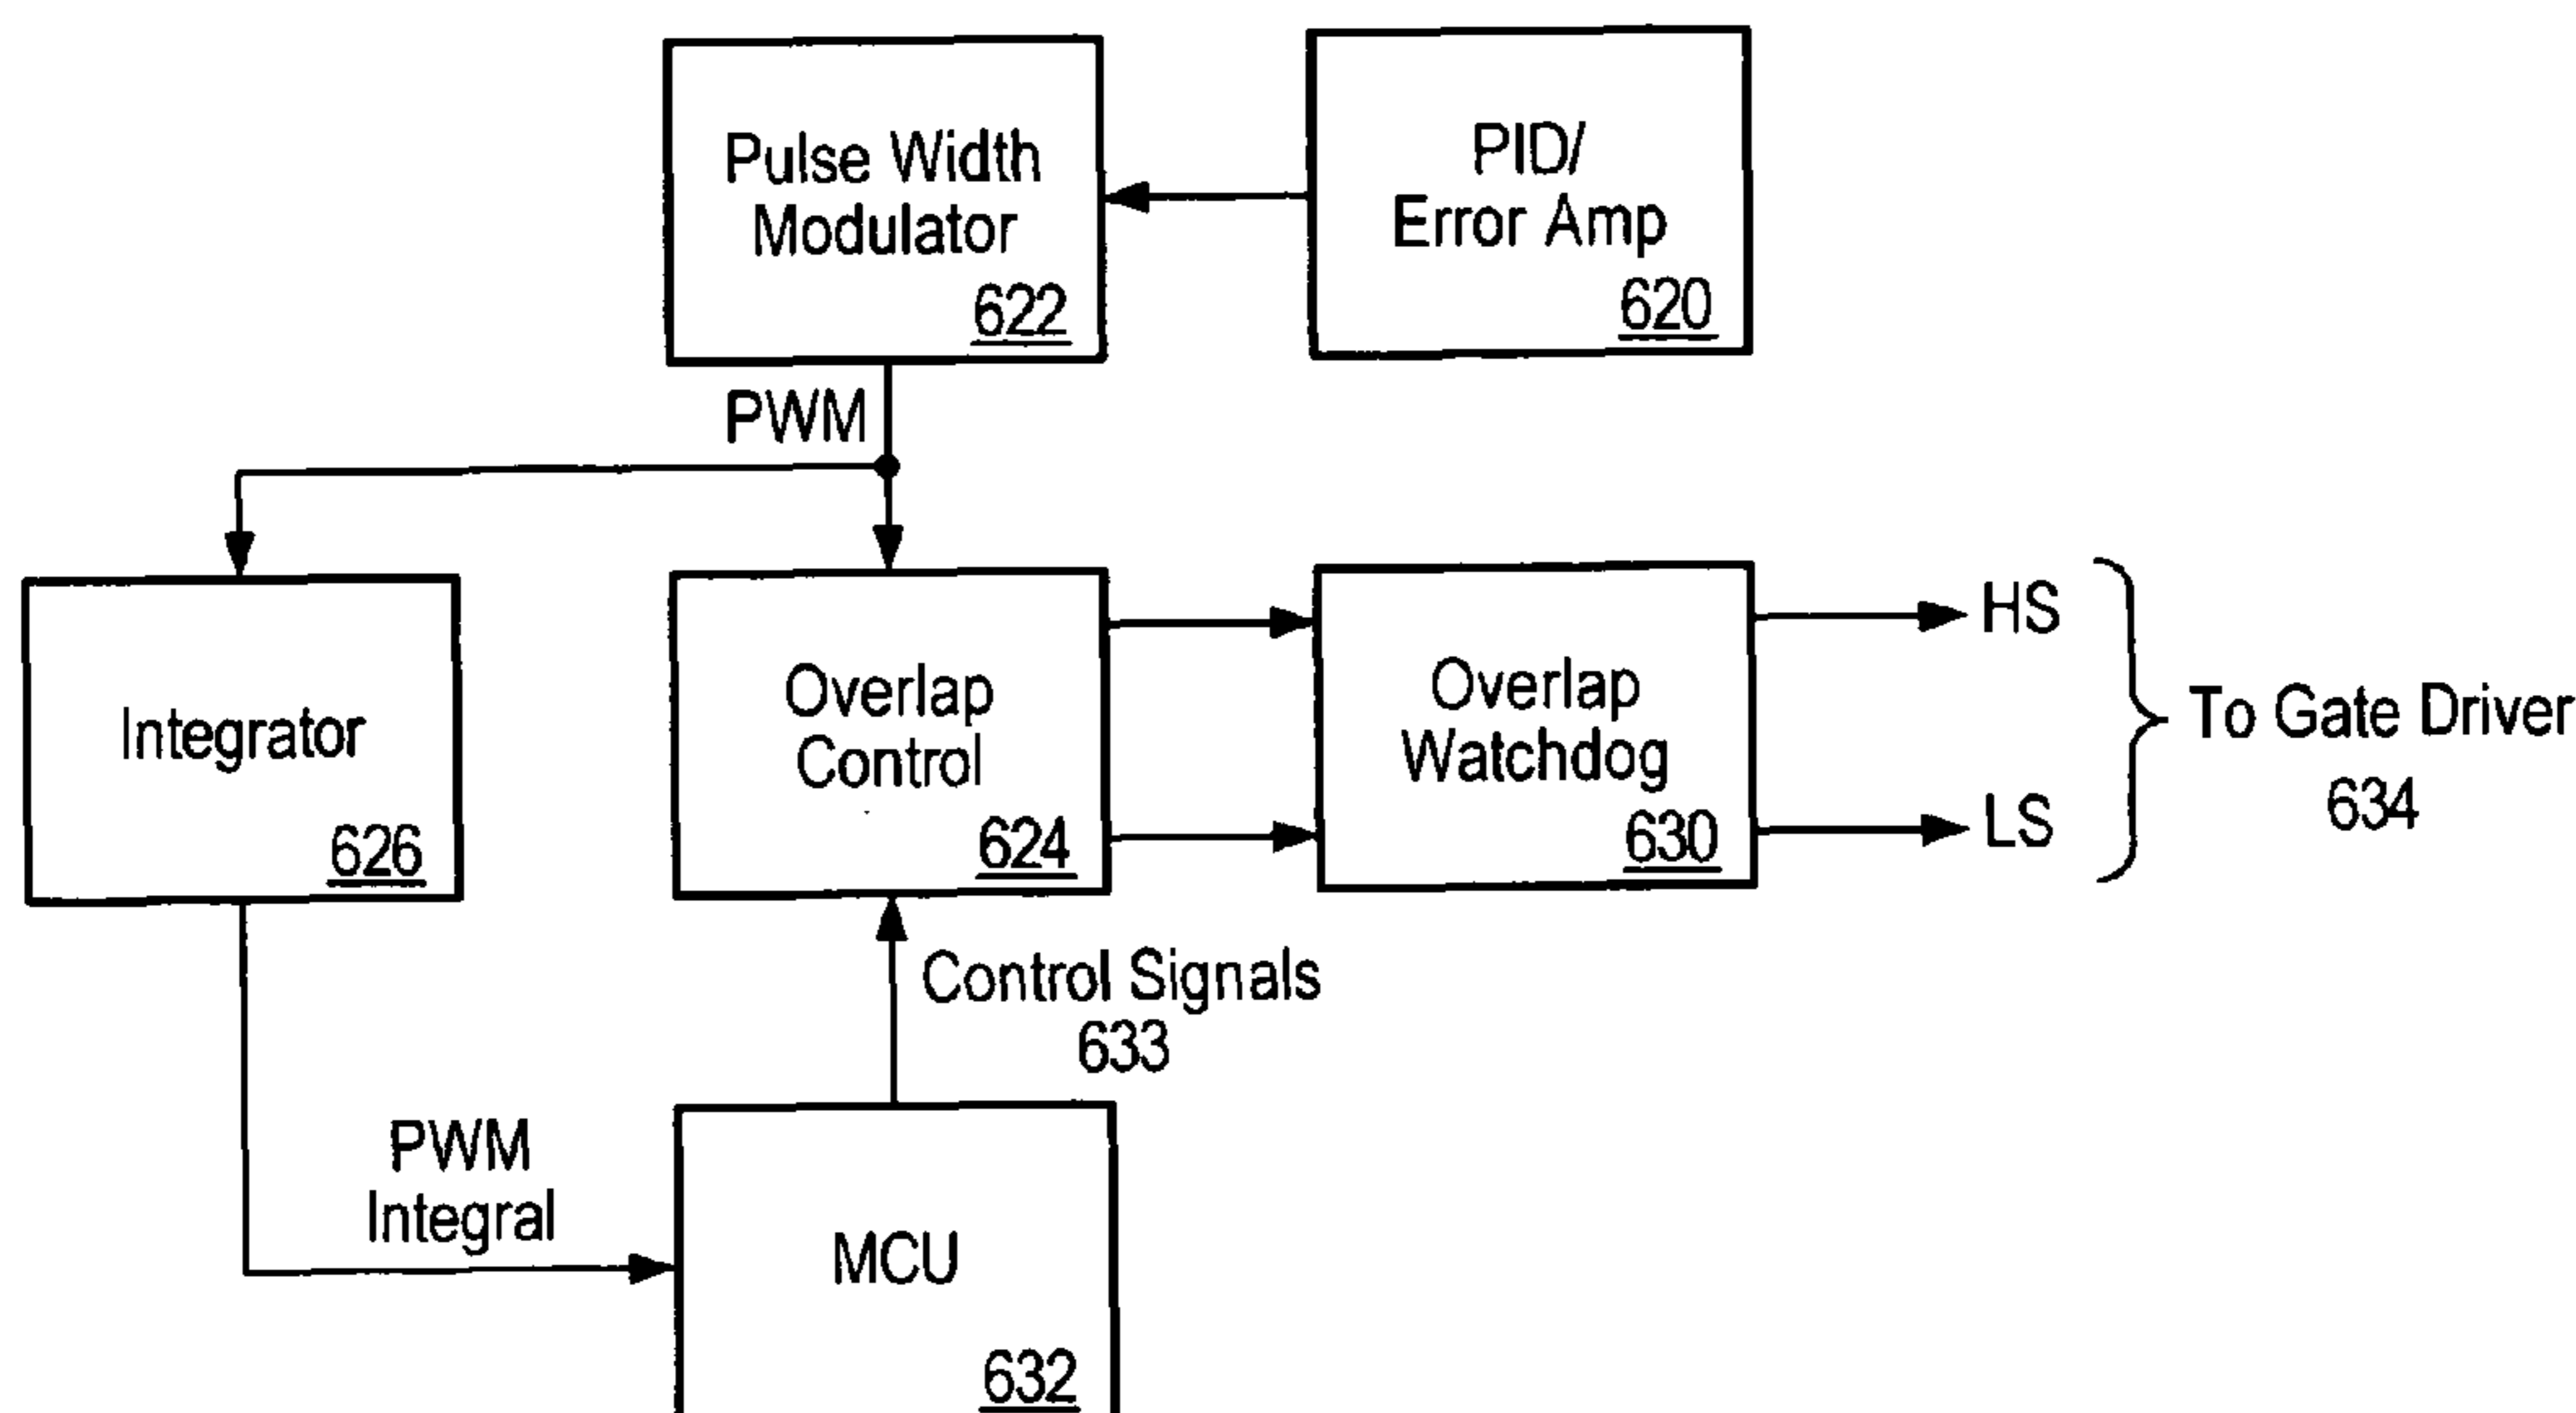 Pulse Width
Modulator
622
PID/
Error Amp
620
PWM
Integrator
626
Overlap
Control
624
Overlap
Watchdog
630
HS
LS
To Gate Driver
634
Control Signals
633
PWM
Integral
MCU
632